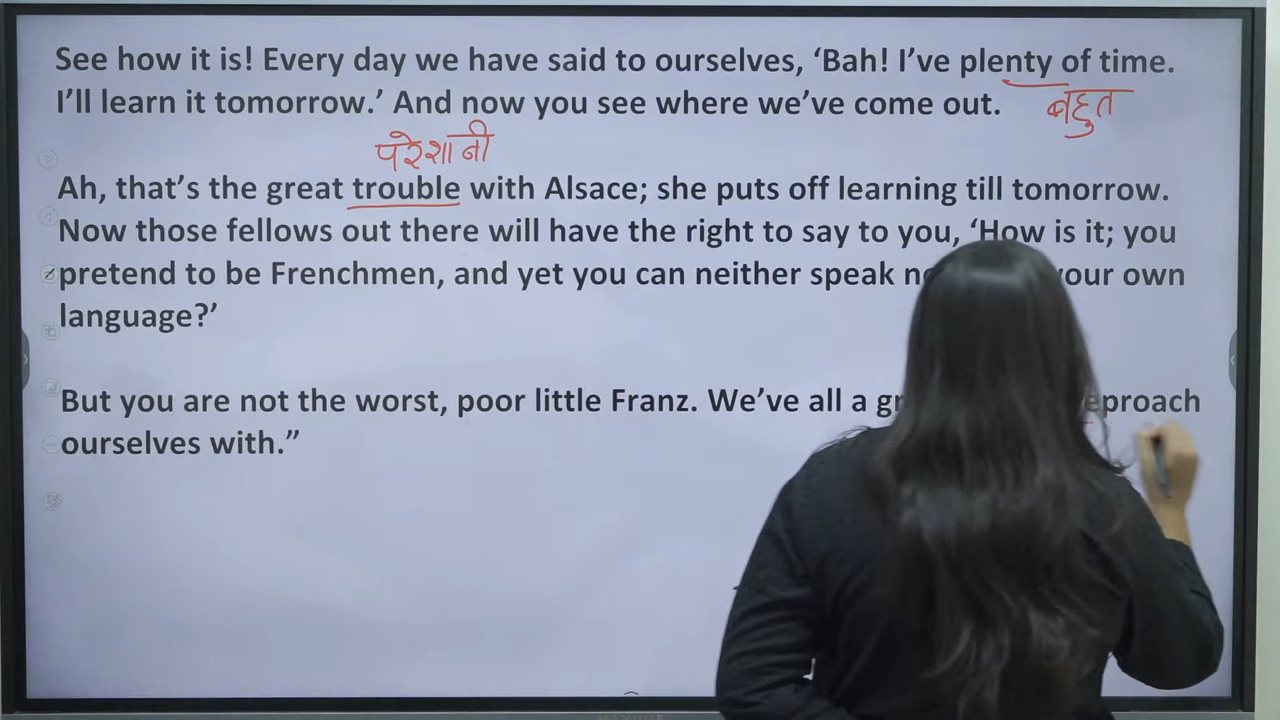 See how it is! Every day we have said to ourselves, ‘Bah! I’ve plenty of time.
I’ll learn it tomorrow.’ And now you see where we’ve come out.
बहुत
परेशानी
Ah, that’s the great trouble with Alsace; she puts off learning till tomorrow.
Now those fellows out there will have the right to say to you, ‘How is it; you
pretend to be Frenchmen, and yet you can neither speak your own
language?’
But you are not the worst, poor little Franz. We’ve all a eproach
ourselves with.”